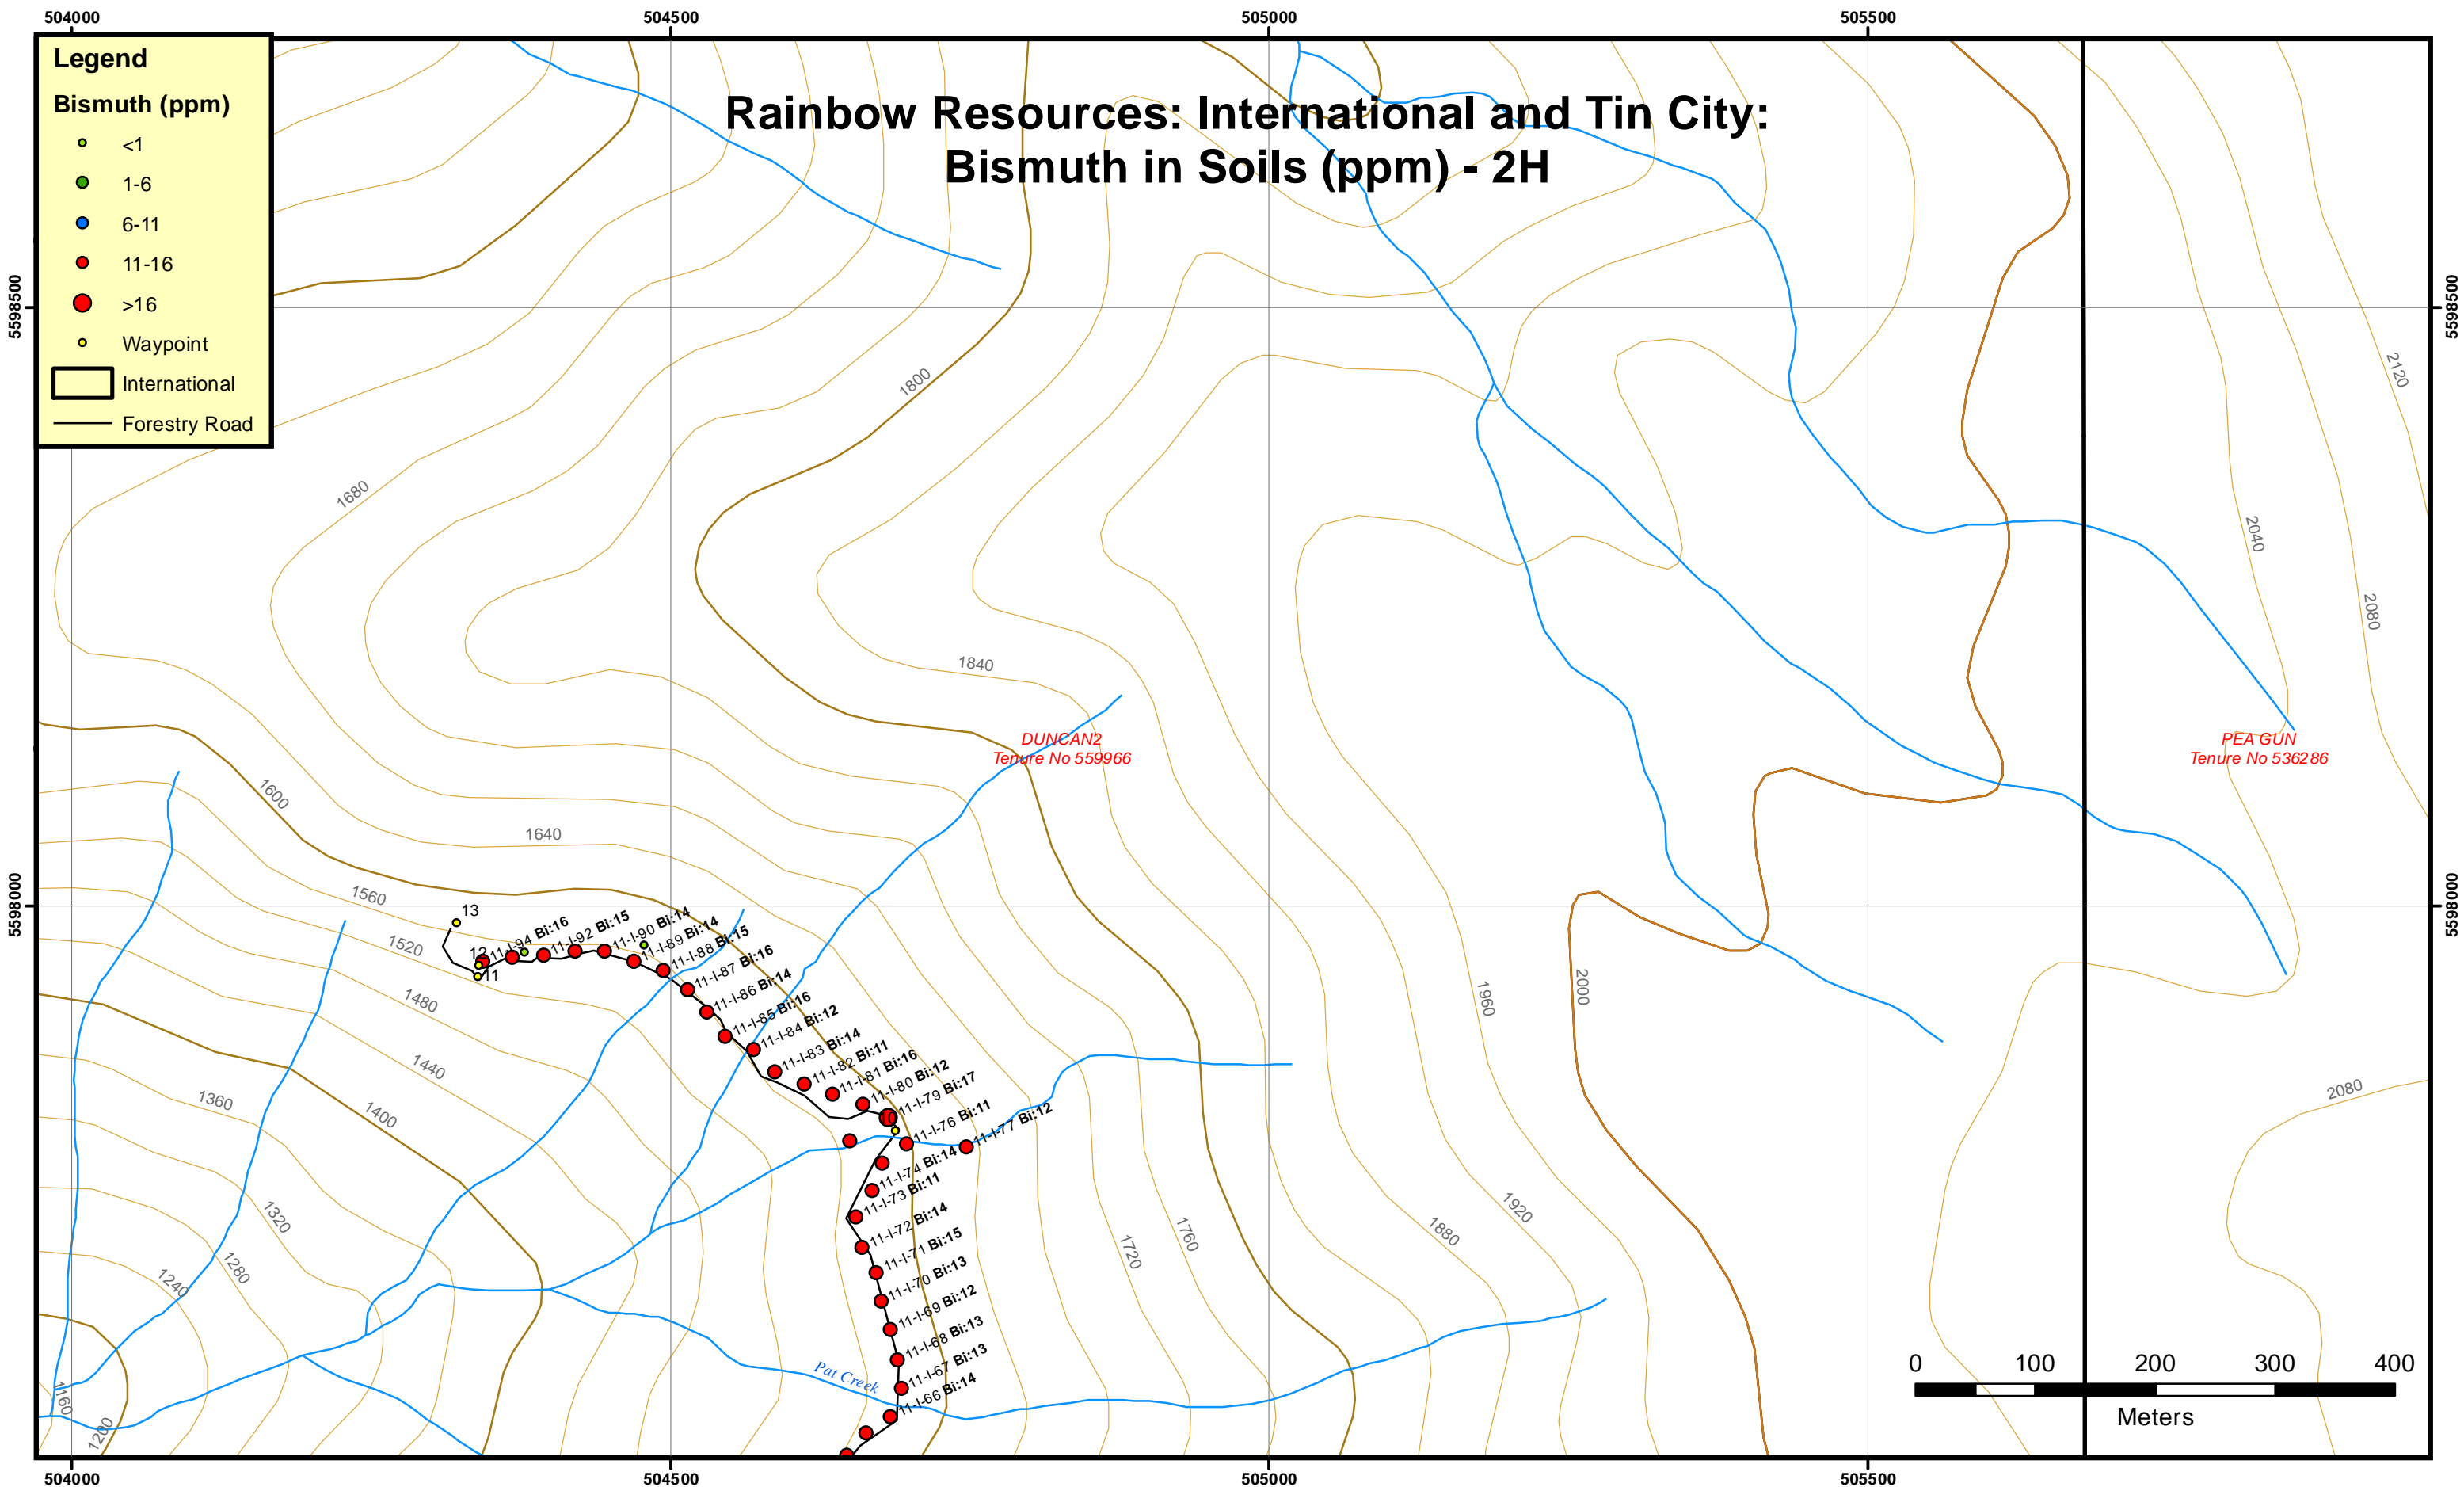 504000
504500
505000
505500
Legend
Bismuth (ppm)
<1
1-6
6-11
11-16
>16
Waypoint
International
Forestry Road
Rainbow Resources: International and Tin City:
Bismuth in Soils (ppm) - 2H
5598500
5598500
1800
2120
1680
2040
2080
1840
DUNCAN2
Tenure No 559966
PEA GUN
Tenure No 536286
1600
1640
5598000
5598000
1560
13
1520
12
11
11-I-94 Bi:16
11-I-92 Bi:15
11-I-90 Bi:14
11-I-89 Bi:14
11-I-88 Bi:15
11-I-87 Bi:16
11-I-86 Bi:14
11-I-85 Bi:16
11-I-84 Bi:12
11-I-83 Bi:14
11-I-82 Bi:11
11-I-81 Bi:16
11-I-80 Bi:12
11-I-79 Bi:17
11-I-76 Bi:11
11-I-77 Bi:12
11-I-74 Bi:14
11-I-73 Bi:11
11-I-72 Bi:14
11-I-71 Bi:15
11-I-70 Bi:13
11-I-69 Bi:12
11-I-68 Bi:13
11-I-67 Bi:13
11-I-66 Bi:14
1480
1960
2000
1440
1360
1400
2080
1320
1280
1240
1720
1760
1880
1920
Pat Creek
1160
1200
0
100
200
300
400
Meters
504000
504500
505000
505500